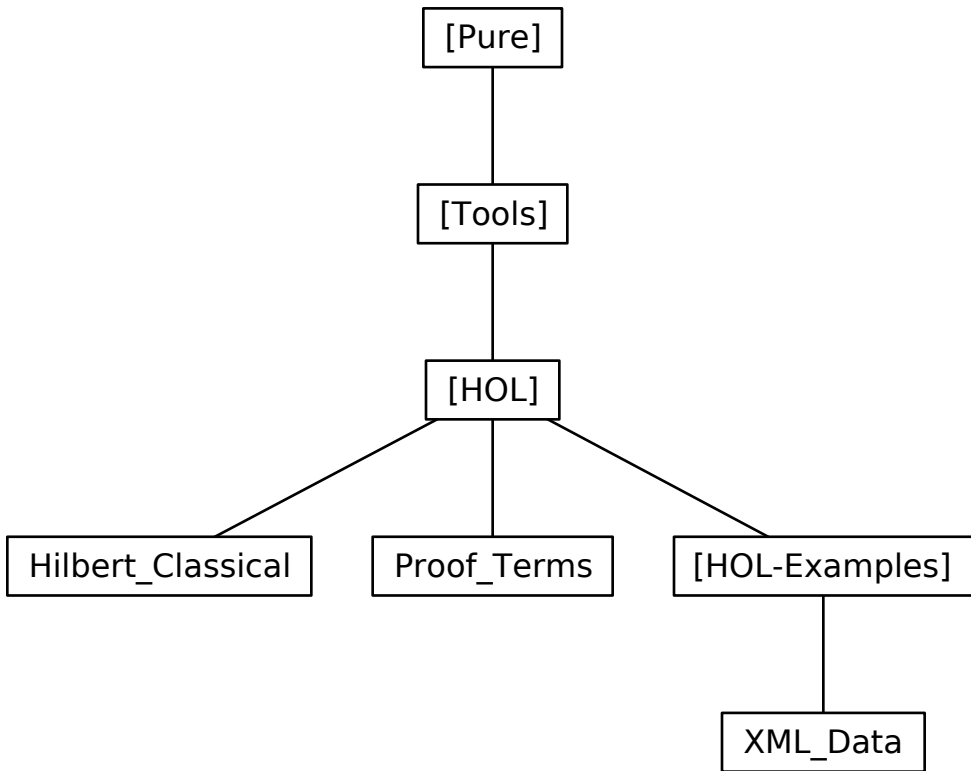 [Pure]
[Tools]
[HOL]
Hilbert_Classical
Proof_Terms
[HOL-Examples]
XML_Data